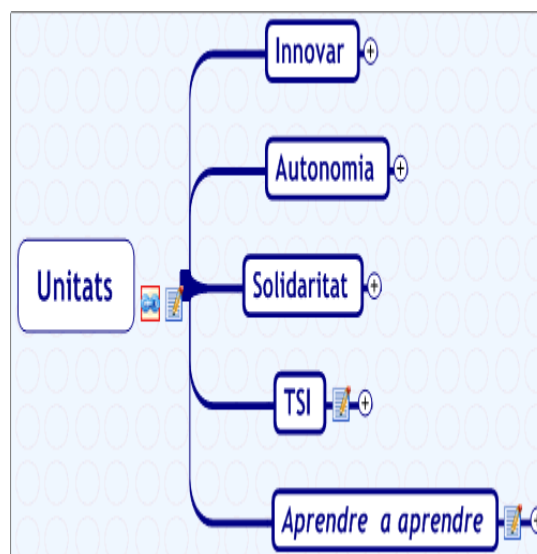 Innovar
Autonomia
Unitats
Solidaritat
TSI
Aprendre a aprendre